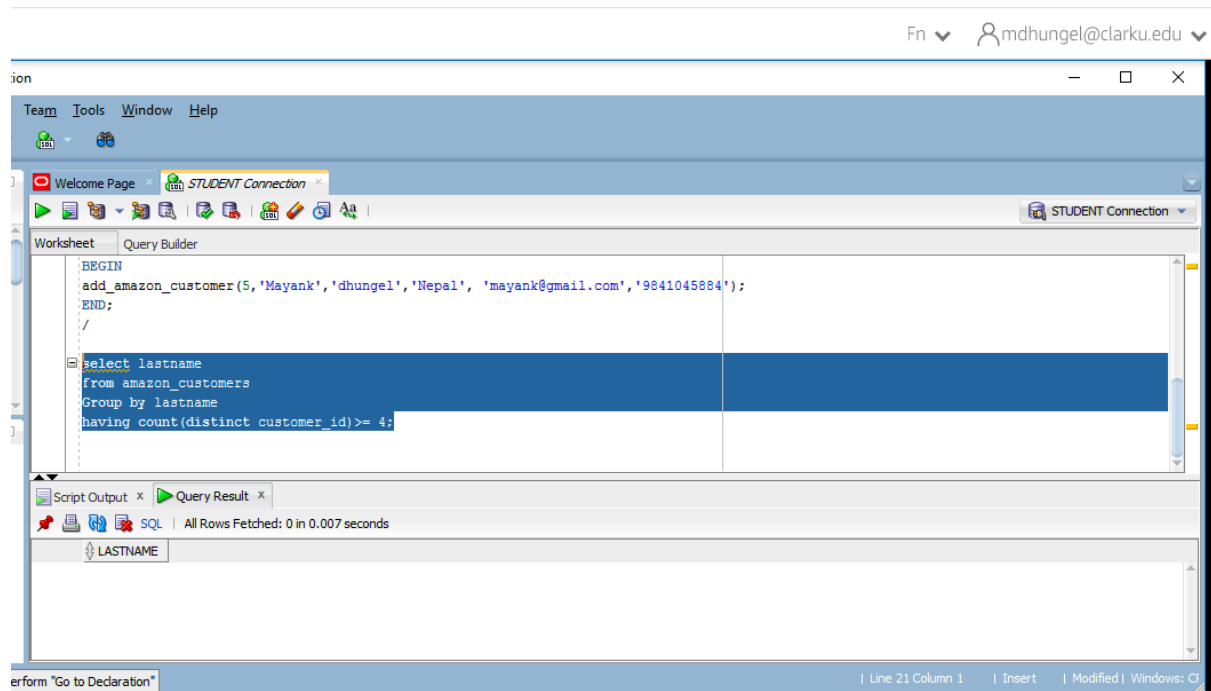 Fn mdhungel@clarku.edu
tion
Team Tools Window Help
Welcome Page STUDENT Connection
STUDENT Connection
Worksheet Query Builder
BEGIN
add_amazon_customer(5,'Mayank','dhungel','Nepal', 'mayank@gmail.com','9841045884');
END;
/
select lastname
from amazon_customers
Group by lastname
having count(distinct customer_id)>= 4;
Script Output x Query Result x
SQL | All Rows Fetched: 0 in 0.007 seconds
LASTNAME
erform "Go to Declaration" | Line 21 Column 1 | Insert | Modified | Windows: